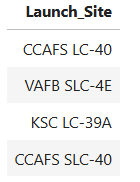 Launch_Site
CCAFS LC-40
VAFB SLC-4E
KSC LC-39A
CCAFS SLC-40